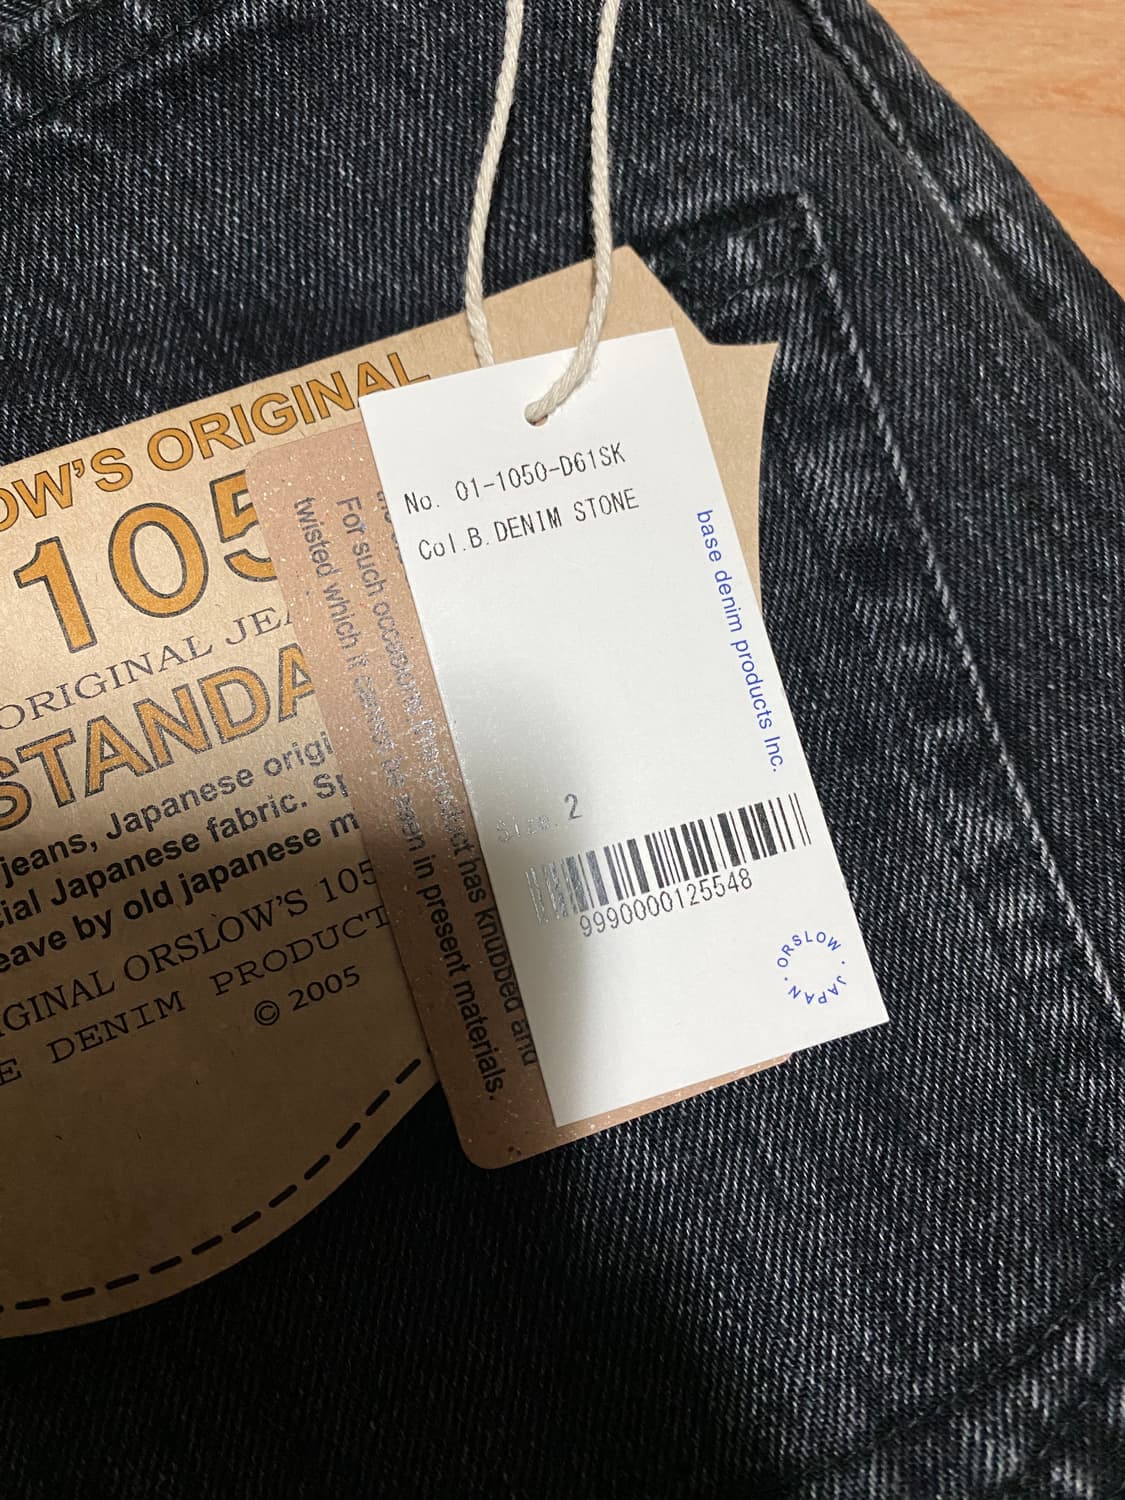 OW'S ORIGINAL
105
ORIGINAL JEA
STANDA
jeans, Japanese origi
ial Japanese fabric. S
eave by old japanese m
GINAL ORSLOW'S 105
E DENIM PRODUCT
© 2005
For such occasions, this product has knubbed and
twisted which it cannot be seen in present materials.
No. 01-1050-D61SK
Col.B.DENIM STONE
base denim products Inc.
Size. 2
9990000125548
ORSLOW · JAPAN ·